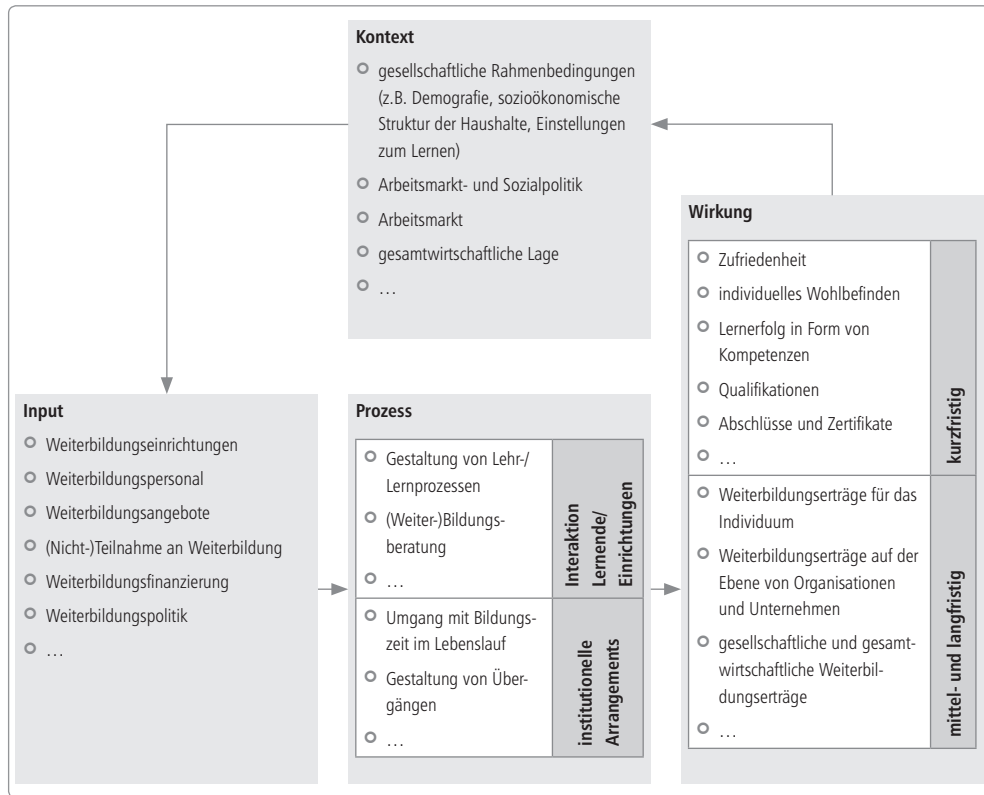 Kontext
gesellschaftliche Rahmenbedingungen
(z.B. Demografie, sozioökonomische
Struktur der Haushalte, Einstellungen
zum Lernen)
Arbeitsmarkt- und Sozialpolitik
Arbeitsmarkt
gesamtwirtschaftliche Lage
…
Input
Weiterbildungseinrichtungen
Weiterbildungspersonal
Weiterbildungsangebote
(Nicht-)Teilnahme an Weiterbildung
Weiterbildungsfinanzierung
Weiterbildungspolitik
…
Prozess
Gestaltung von Lehr-/
Lernprozessen
(Weiter-)Bildungs-
beratung
…
Interaktion
Lernende/
Einrichtungen
Umgang mit Bildungs-
zeit im Lebenslauf
Gestaltung von Über-
gängen
…
institutionelle
Arrangements
Wirkung
Zufriedenheit
individuelles Wohlbefinden
Lernerfolg in Form von
Kompetenzen
Qualifikationen
Abschlüsse und Zertifikate
…
kurzfristig
Weiterbildungserträge für das
Individuum
Weiterbildungserträge auf der
Ebene von Organisationen
und Unternehmen
gesellschaftliche und gesamt-
wirtschaftliche Weiterbil-
dungserträge
…
mittel- und langfristig